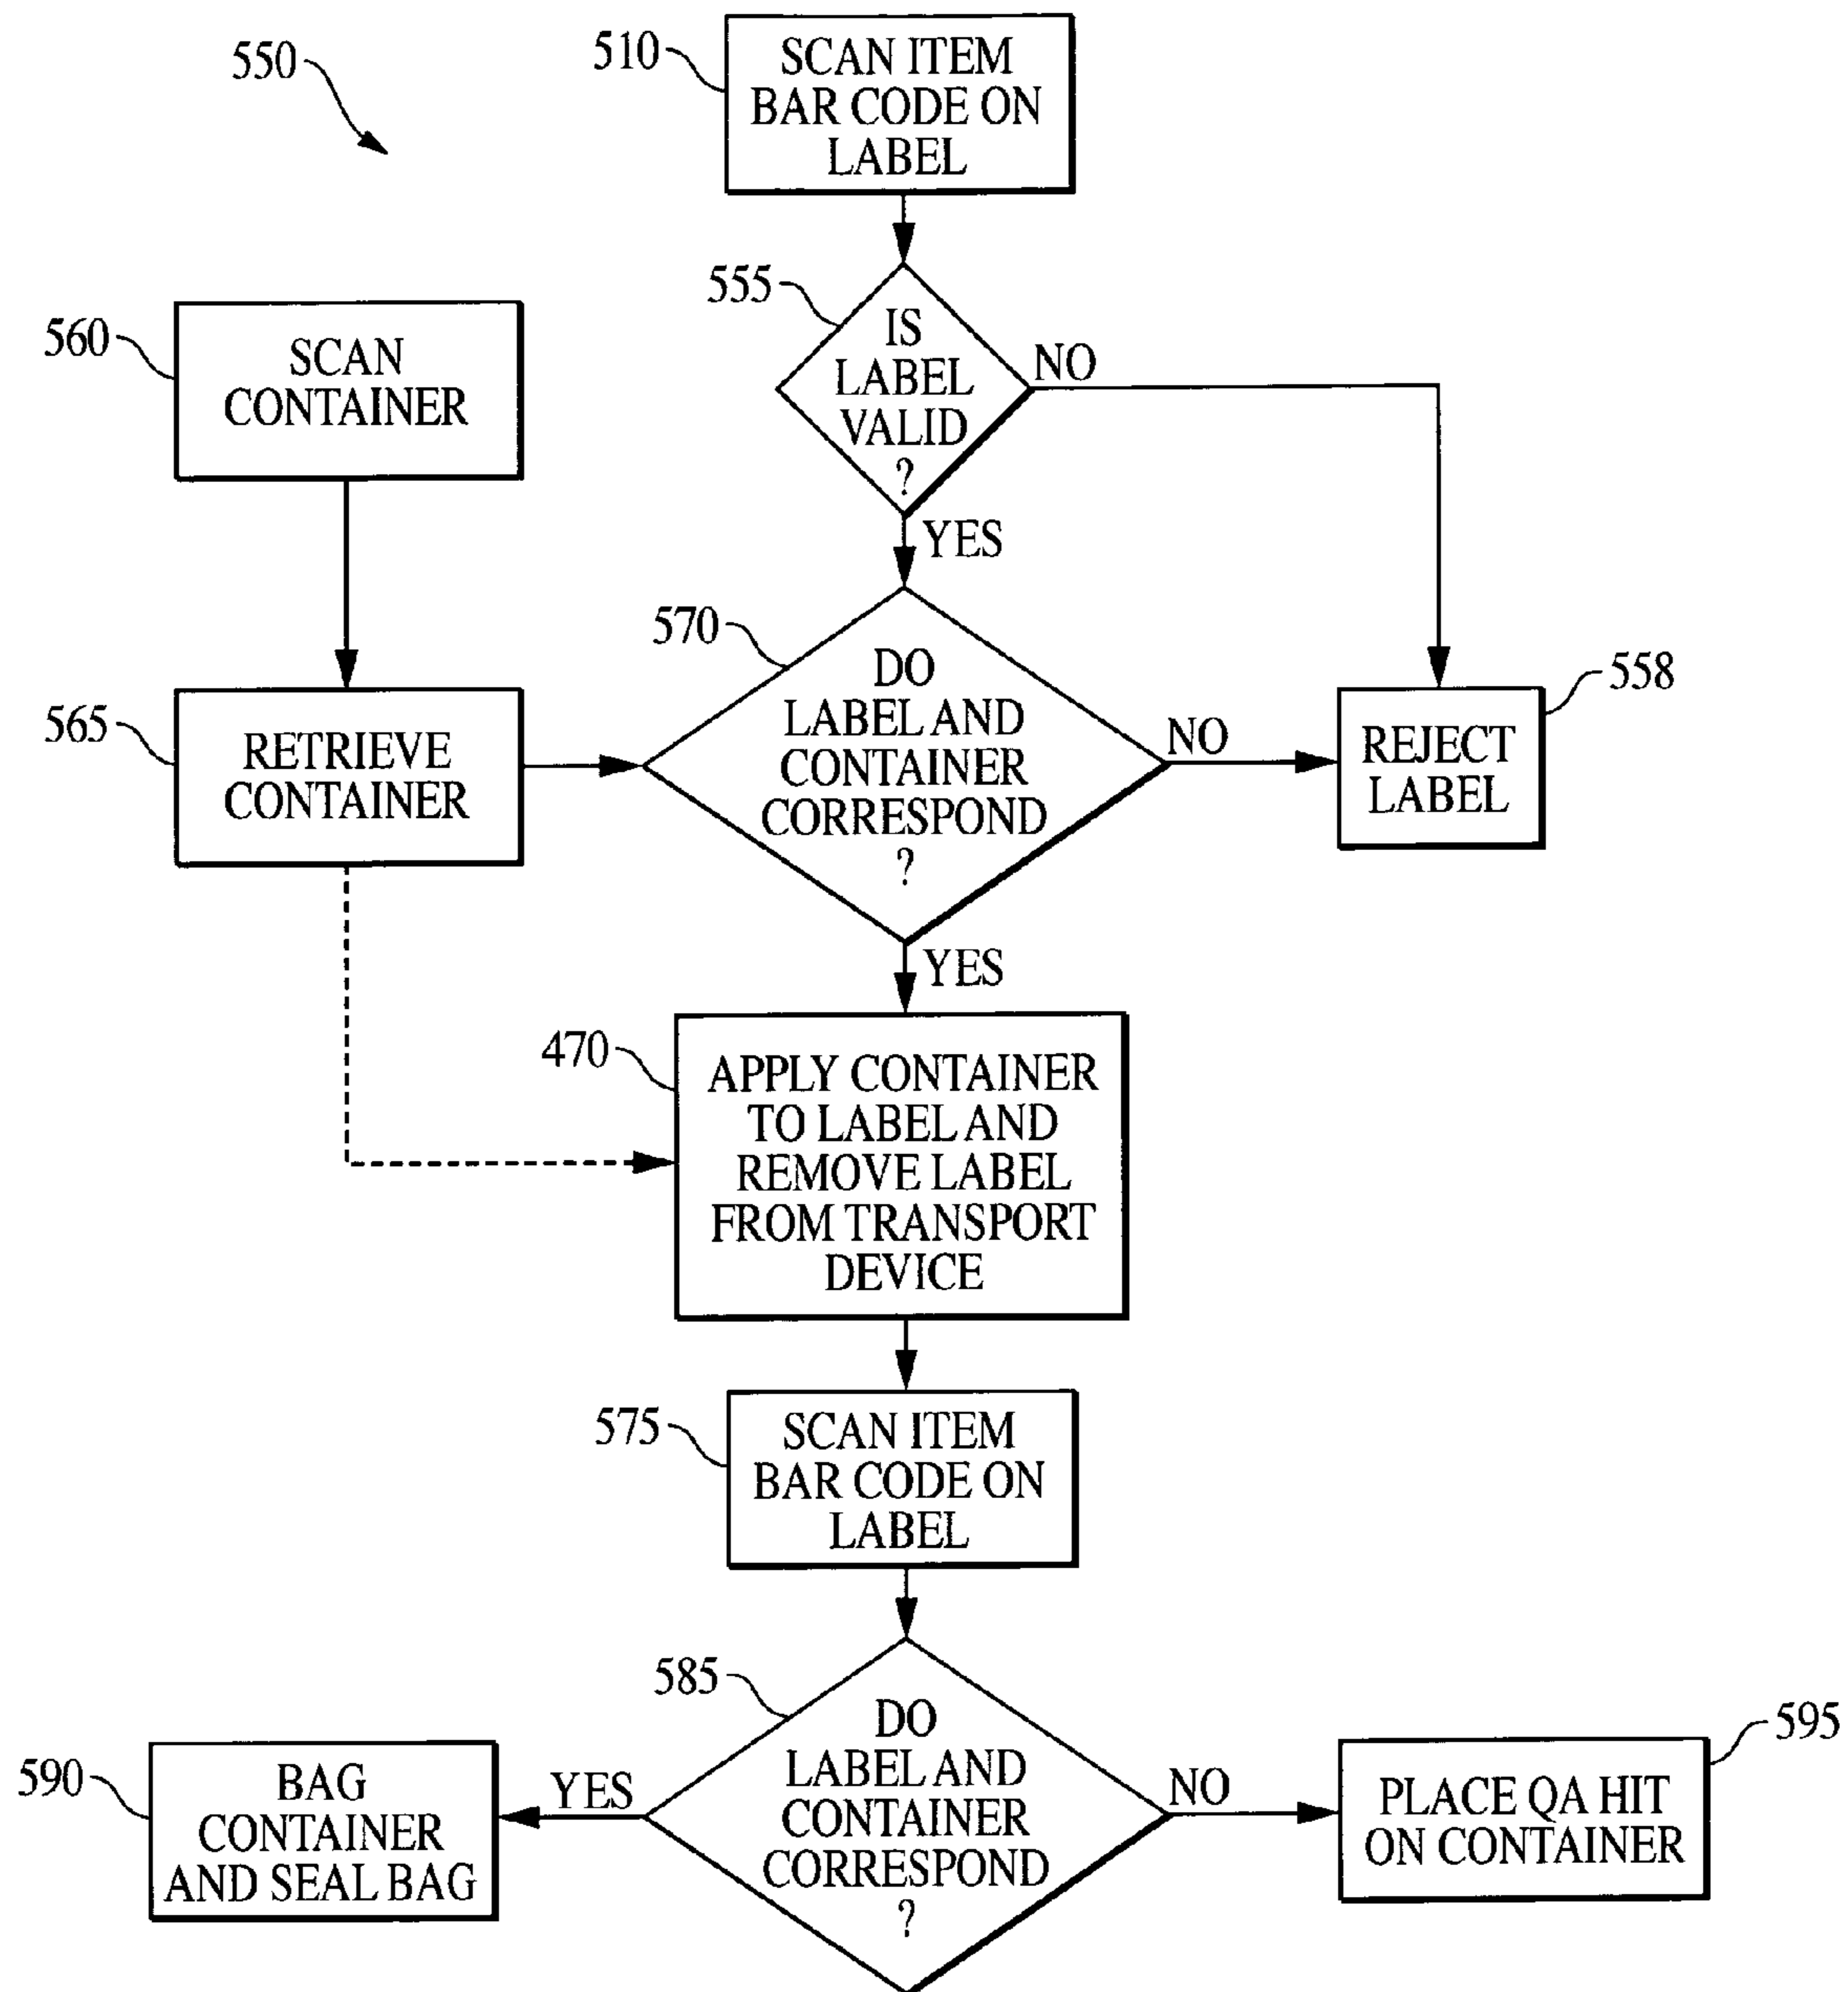 550
510
SCAN ITEM
BAR CODE ON
LABEL
555
IS
LABEL
VALID
?
NO
YES
560
SCAN
CONTAINER
565
RETRIEVE
CONTAINER
570
DO
LABEL AND
CONTAINER
CORRESPOND
?
NO
558
REJECT
LABEL
YES
470
APPLY CONTAINER
TO LABEL AND
REMOVE LABEL
FROM TRANSPORT
DEVICE
575
SCAN ITEM
BAR CODE ON
LABEL
585
DO
LABEL AND
CONTAINER
CORRESPOND
?
YES
590
BAG
CONTAINER
AND SEAL BAG
NO
595
PLACE QA HIT
ON CONTAINER